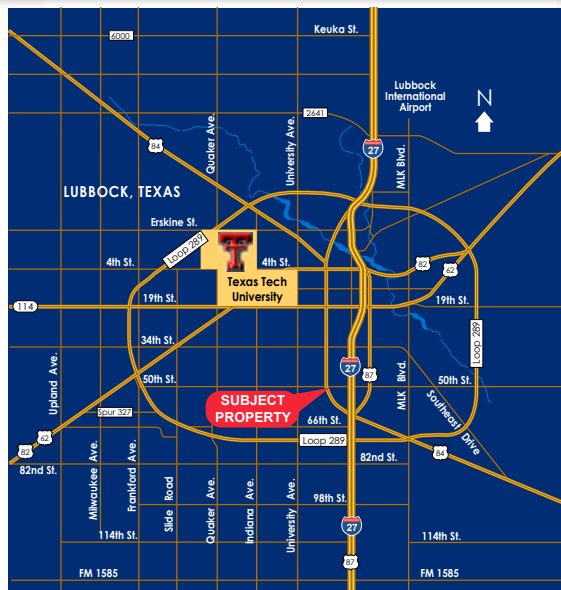 Keuka St.
6000
Lubbock
International
Airport
N
2641
Quaker Ave.
University Ave.
84
27
MLK Blvd.
LUBBOCK, TEXAS
Erskine St.
Loop 289
T
4th St.
4th St.
82
62
Texas Tech
University
114
19th St.
19th St.
34th St.
Loop 289
Upland Ave.
27
87
MLK Blvd.
50th St.
50th St.
SUBJECT
PROPERTY
Spur 327
66th St.
Southeast Drive
62
82
Loop 289
84
82nd St.
82nd St.
Milwaukee Ave.
Frankford Ave.
Slide Road
Quaker Ave.
Indiana Ave.
University Ave.
98th St.
27
114th St.
114th St.
87
FM 1585
FM 1585